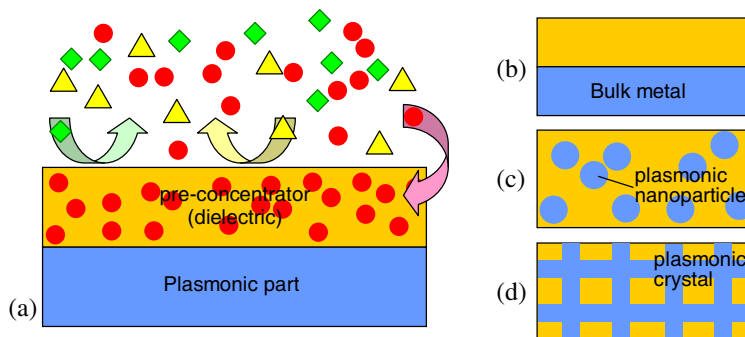 (a)
pre-concentrator
(dielectric)
Plasmonic part
(b)
Bulk metal
(c)
plasmonic
nanoparticle
(d)
plasmonic
crystal